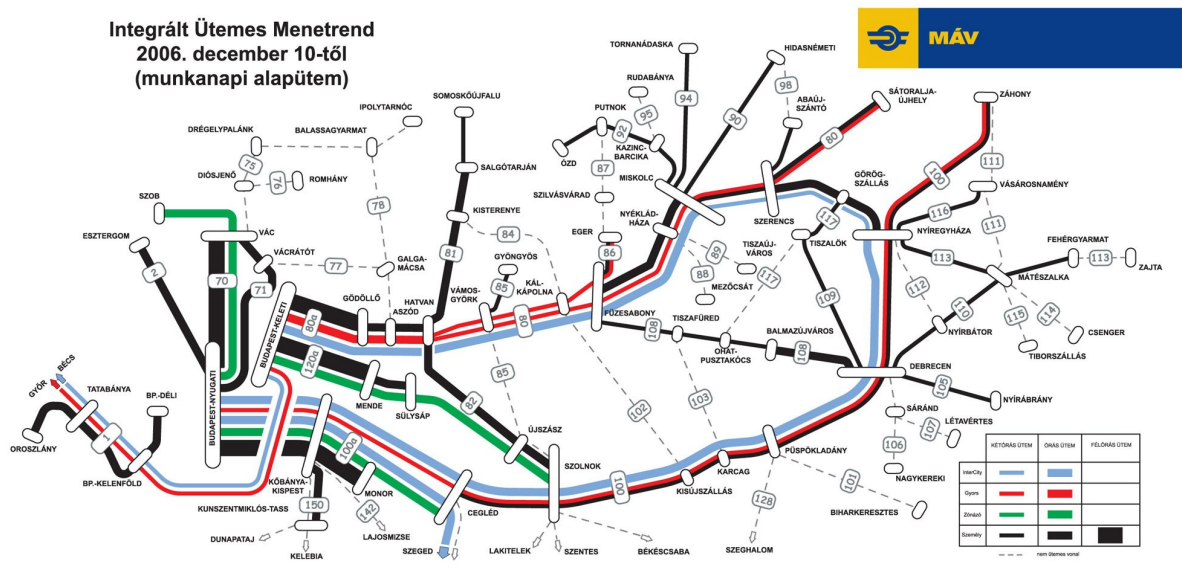 Integrált Ütemes Menetrend
2006. december 10-től
(munkanapi alapütem)
MÁV
TORNANÁDASKA
HIDASNÉMETI
RUDABÁNYA
94
98
SÁTORALJA-
ÚJHELY
ZÁHONY
SOMOSKŐÚJFALU
IPOLYTARNÓC
PUTNOK
95
90
ABAÚJ-
SZÁNTÓ
DRÉGELYPALÁNK
BALASSAGYARMAT
92
KAZINC-
BARCIKA
80
ÓZD
87
100
111
75
SALGÓTARJÁN
MISKOLC
DIÓSJENŐ
76
ROMHÁNY
SZILVÁSVÁRAD
GÖRÖG-
SZÁLLÁS
VÁSÁROSNAMÉNY
SZOB
78
KISTERENYE
NYÉKLÁD-
HÁZA
SZERENCS
117
116
111
ESZTERGOM
VÁC
84
EGER
TISZAÚJ-
VÁROS
TISZALÖK
NYÍREGYHÁZA
FEHÉRGYARMAT
2
VÁCRÁTÓT
77
GALGA-
MÁCSA
81
GYÖNGYÖS
86
89
88
117
113
MÁTÉSZALKA
113
ZAJTA
70
71
85
KÁL-
KÁPOLNA
MEZŐCSÁT
112
BUDAPEST-KELETI
GÖDÖLLŐ
ASZÓD
HATVAN
VÁMOS-
GYÖRK
109
110
115
114
80a
80
FÜZESABONY
108
TISZAFÜRED
BALMAZÚJVÁROS
NYÍRBÁTOR
CSENGER
OHAT-
PUSZTAKÓCS
108
TIBORSZÁLLÁS
BÉCS
GYŐR
TATABÁNYA
120a
85
DEBRECEN
105
BUDAPEST-NYUGATI
MENDE
SÜLYSÁP
82
102
103
NYÍRÁBRÁNY
BP.-DÉLI
SÁRÁND
107
LÉTAVÉRTES
OROSZLÁNY
1
100a
ÚJSZÁSZ
106
BP.-KELENFÖLD
SZOLNOK
PÜSPÖKLADÁNY
NAGYKEREKI
KARCAG
KŐBÁNYA-
KISPEST
MONOR
100
KISÚJSZÁLLÁS
101
KUNSZENTMIKLÓS-TASS
150
142
CEGLÉD
128
BIHARKERESZTES
DUNAPATAJ
LAJOSMIZSE
KELEBIA
SZEGED
LAKITELEK
SZENTES
BÉKÉSCSABA
SZEGHALOM
KÉTÓRÁS ÜTEM
ÓRÁS ÜTEM
FÉLÓRÁS ÜTEM
InterCity
Gyors
Zónázó
Személy
nem ütemes vonal